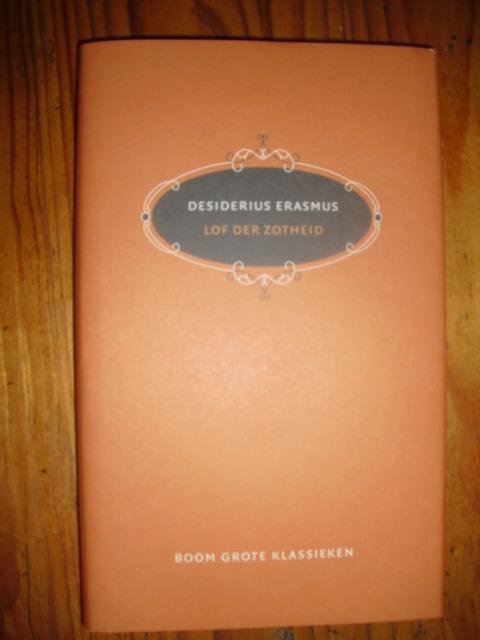 DESIDERIUS ERASMUS
LOF DER ZOTHEID
BOOM GROTE KLASSIEKEN